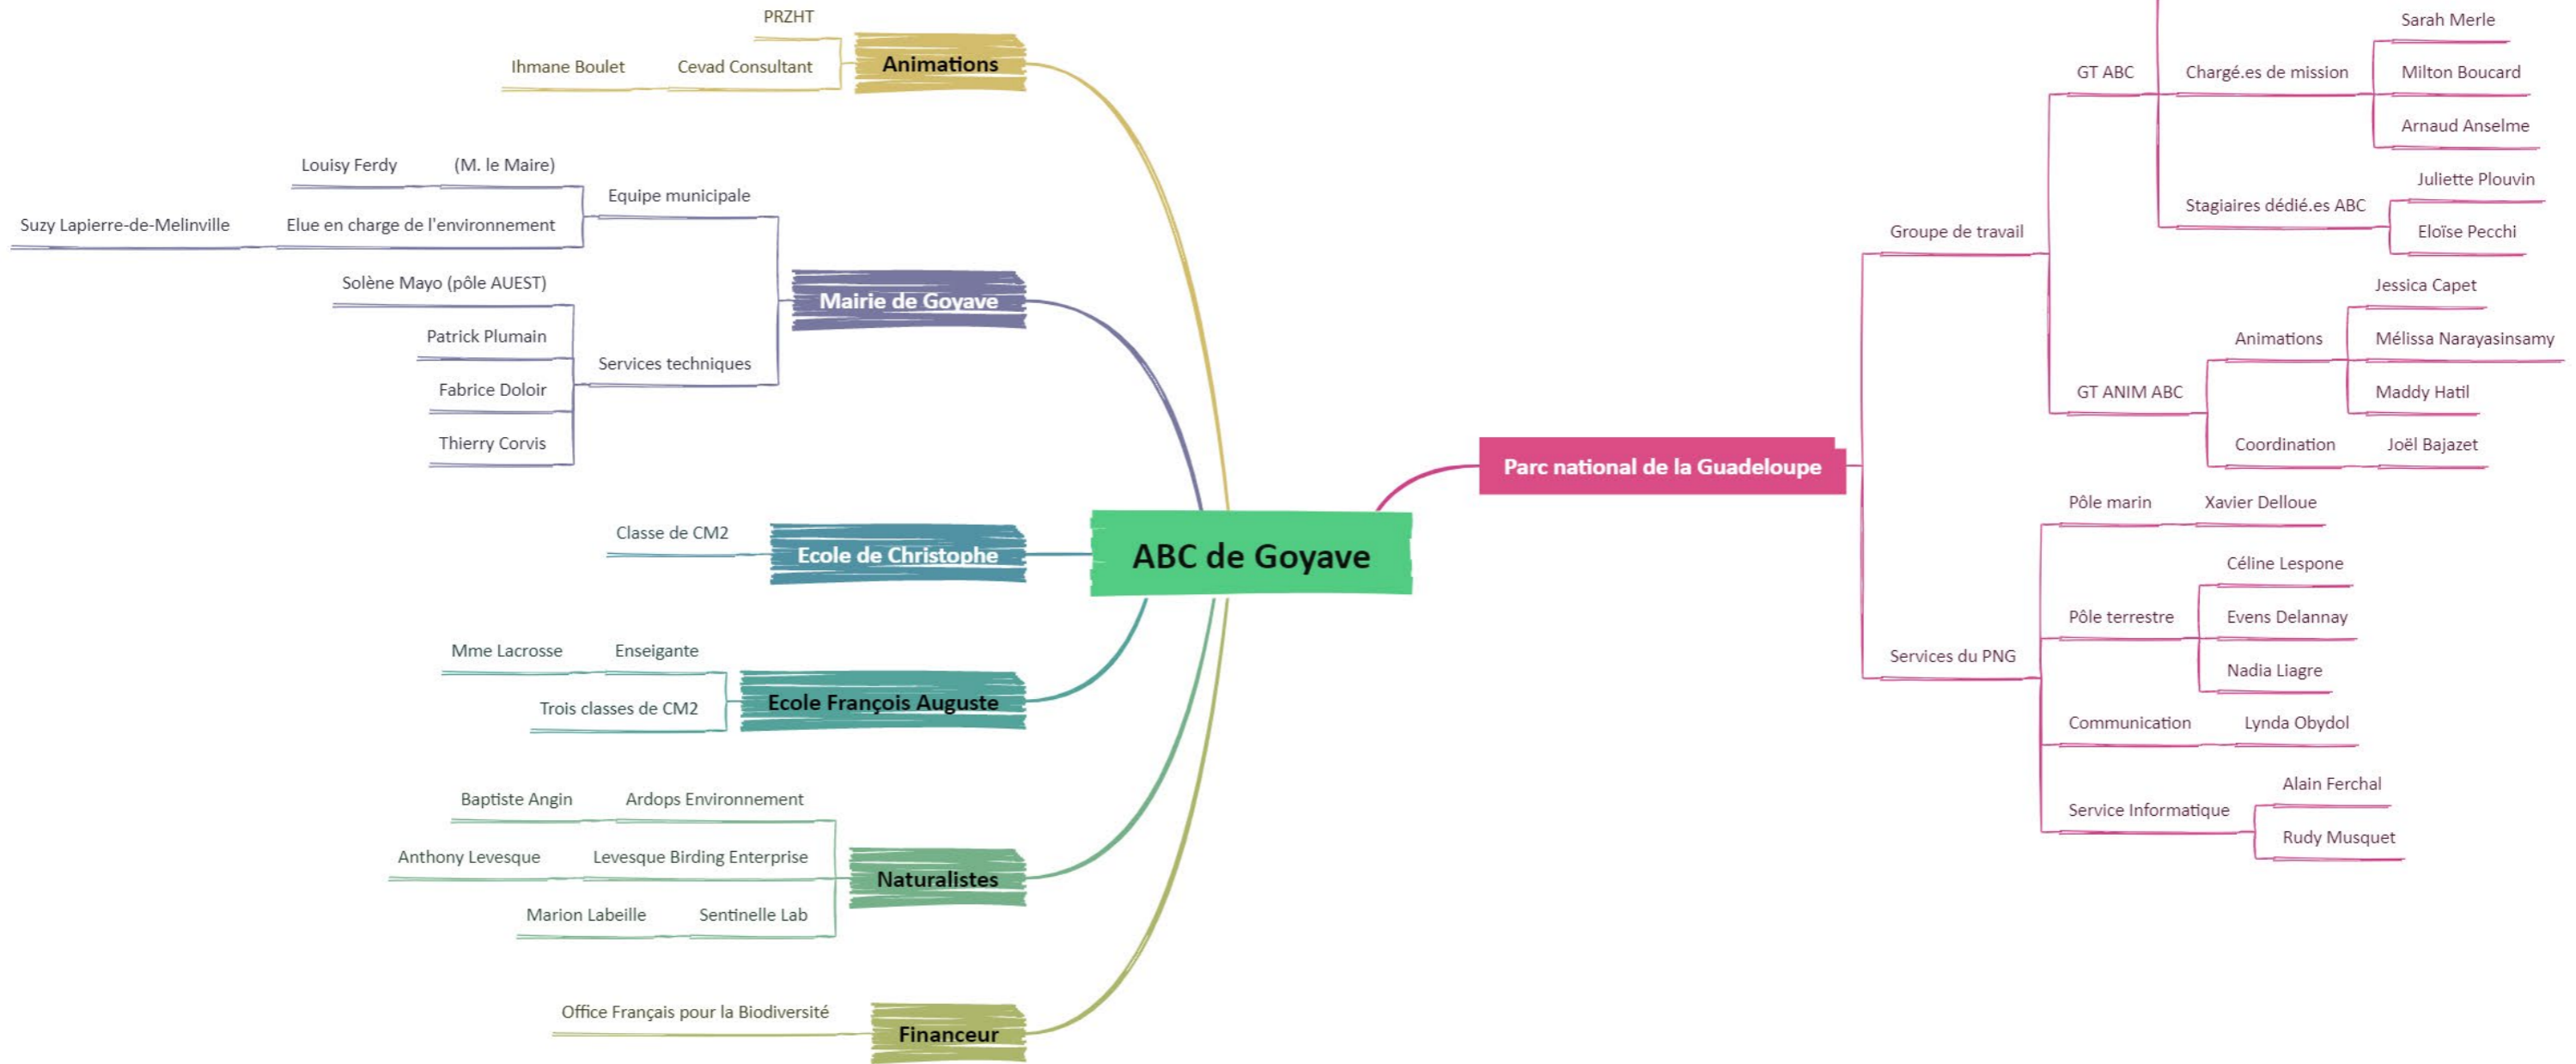 PRZHT
Ihmane Boulet
Cevad Consultant
Animations
Louisy Ferdy
(M. le Maire)
Equipe municipale
Suzy Lapierre-de-Melinville
Elue en charge de l'environnement
Solène Mayo (pôle AUEST)
Patrick Plumain
Services techniques
Fabrice Doloir
Thierry Corvis
Mairie de Goyave
Classe de CM2
Ecole de Christophe
Mme Lacrosse
Enseigante
Trois classes de CM2
Ecole François Auguste
Baptiste Angin
Ardops Environnement
Anthony Levesque
Levesque Birding Enterprise
Marion Labeille
Sentinelle Lab
Naturalistes
Office Français pour la Biodiversité
Financeur
ABC de Goyave
Parc national de la Guadeloupe
Groupe de travail
GT ABC
Chargé.es de mission
Sarah Merle
Milton Boucard
Arnaud Anselme
Stagiaires dédié.es ABC
Juliette Plouvin
Eloïse Pecchi
GT ANIM ABC
Animations
Jessica Capet
Mélissa Narayasinsamy
Maddy Hatil
Coordination
Joël Bajazet
Services du PNG
Pôle marin
Xavier Delloue
Pôle terrestre
Céline Lespone
Evens Delannay
Nadia Liagre
Communication
Lynda Obydol
Service Informatique
Alain Ferchal
Rudy Musquet